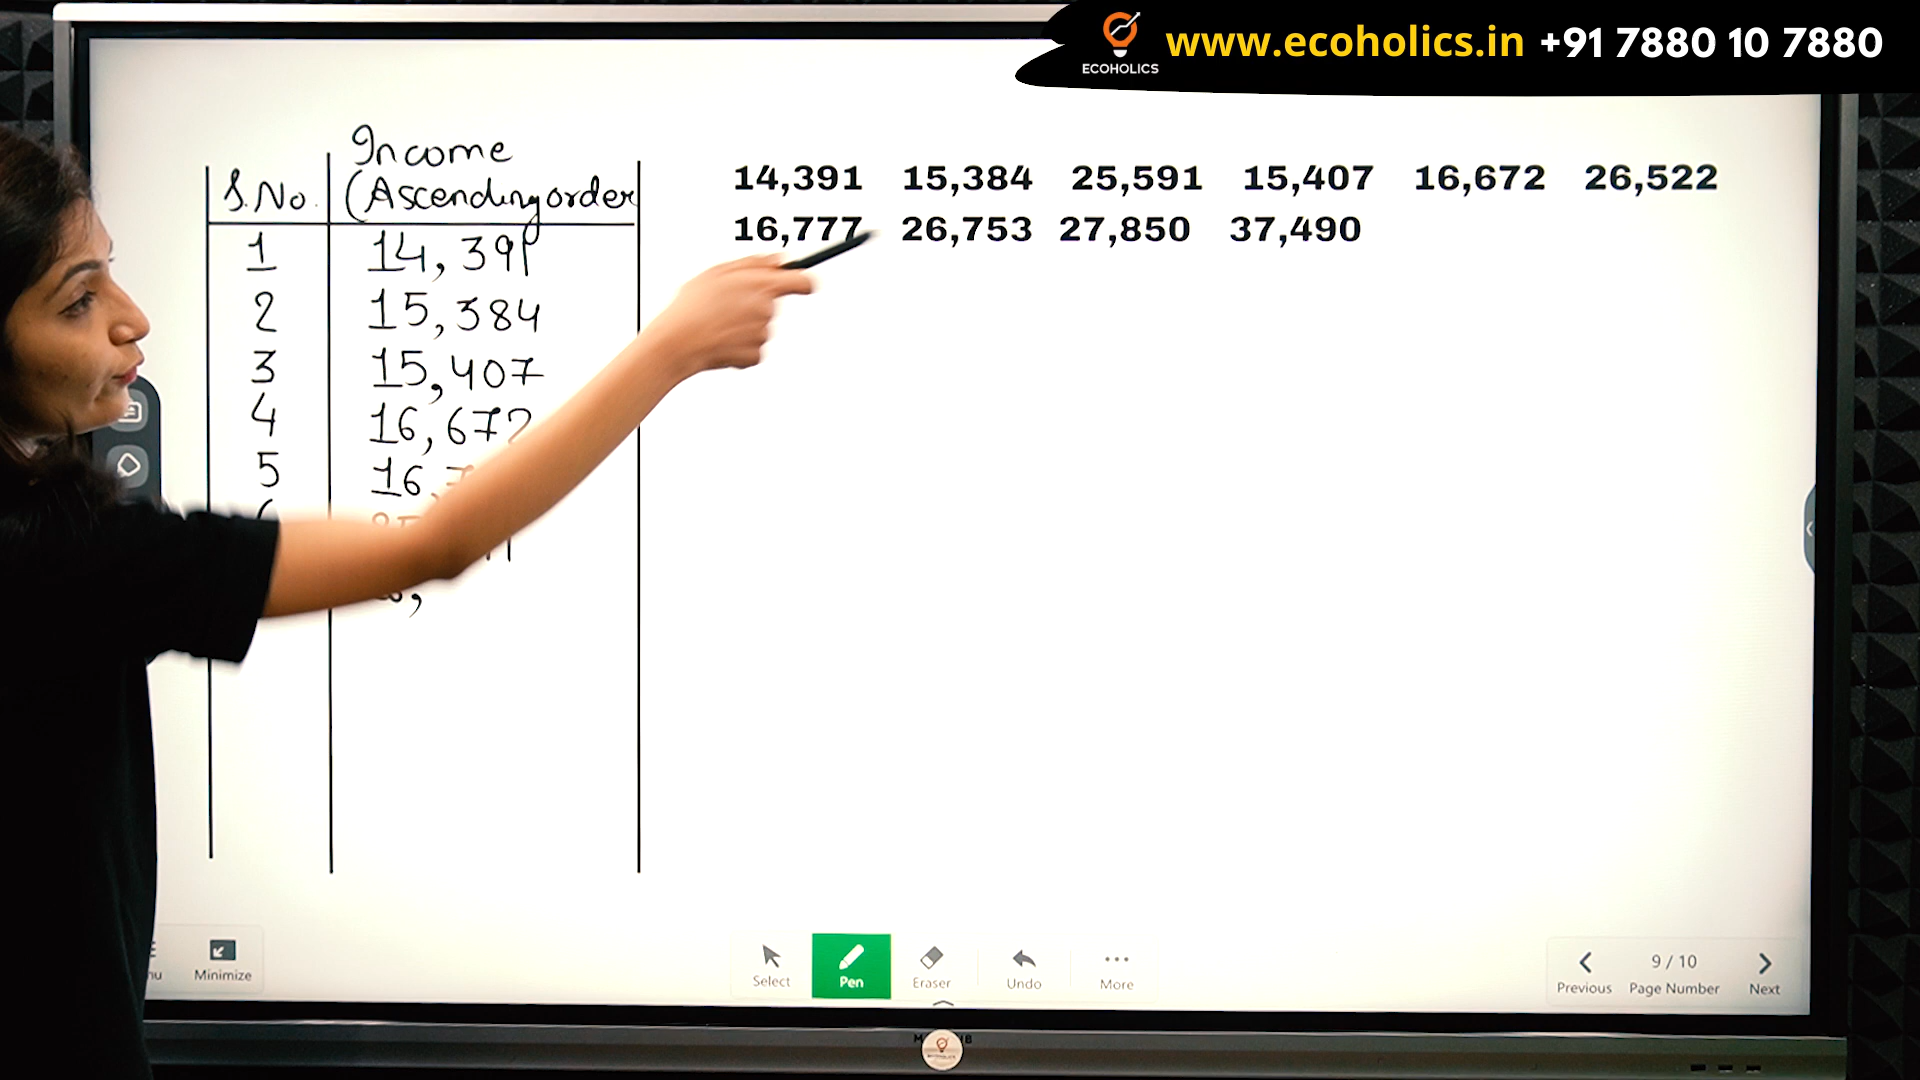 www.ecoholics.in +91 7880 10 7880
ECOHOLICS
Income
S.No. (Ascending order
1 14,391
2 15,384
3 15,407
4 16,672
5 16,
14,391 15,384 25,591 15,407 16,672 26,522
16,777 26,753 27,850 37,490
Minimize
Select Pen Eraser Undo More
9 / 10
Previous Page Number Next